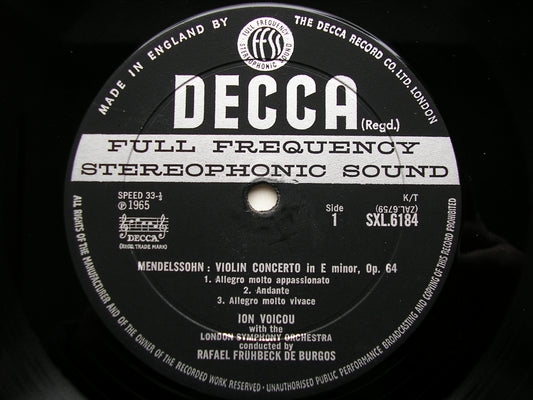 MADE IN ENGLAND BY
FULL FREQUENCY
ffss
STEREOPHONIC SOUND
THE DECCA RECORD CO. LTD. LONDON
DECCA (Regd.)
FULL FREQUENCY
STEREOPHONIC SOUND
SPEED 33-⅓
℗ 1965
DECCA
(REGD. TRADE MARK)
K/T
(ZAL.6759)
Side
1 SXL.6184
MENDELSSOHN : VIOLIN CONCERTO in E minor, Op. 64
1. Allegro molto appassionato
2. Andante
3. Allegro molto vivace
ION VOICOU
with the
LONDON SYMPHONY ORCHESTRA
conducted by
RAFAEL FRUHBECK DE BURGOS
ALL RIGHTS OF THE MANUFACTURER AND OF THE OWNER OF THE RECORDED WORK RESERVED · UNAUTHORISED PUBLIC PERFORMANCE BROADCASTING AND COPYING OF THIS RECORD PROHIBITED